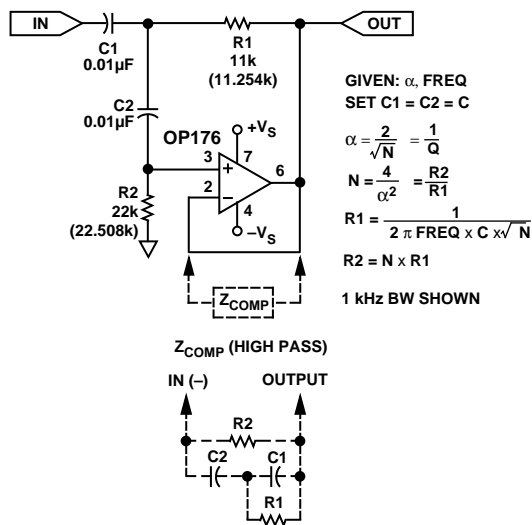 IN
C1
0.01µF
R1
11k
(11.254k)
OUT
C2
0.01µF
OP176
+VS
3
+
7
6
2
–
4
–VS
R2
22k
(22.508k)
ZCOMP
GIVEN: α, FREQ
SET C1 = C2 = C
α = 2/√N = 1/Q
N = 4/α² = R2/R1
R1 = 1/2 π FREQ x C x √N
R2 = N x R1
1 kHz BW SHOWN
ZCOMP (HIGH PASS)
IN (–) OUTPUT
R2
C2 C1
R1